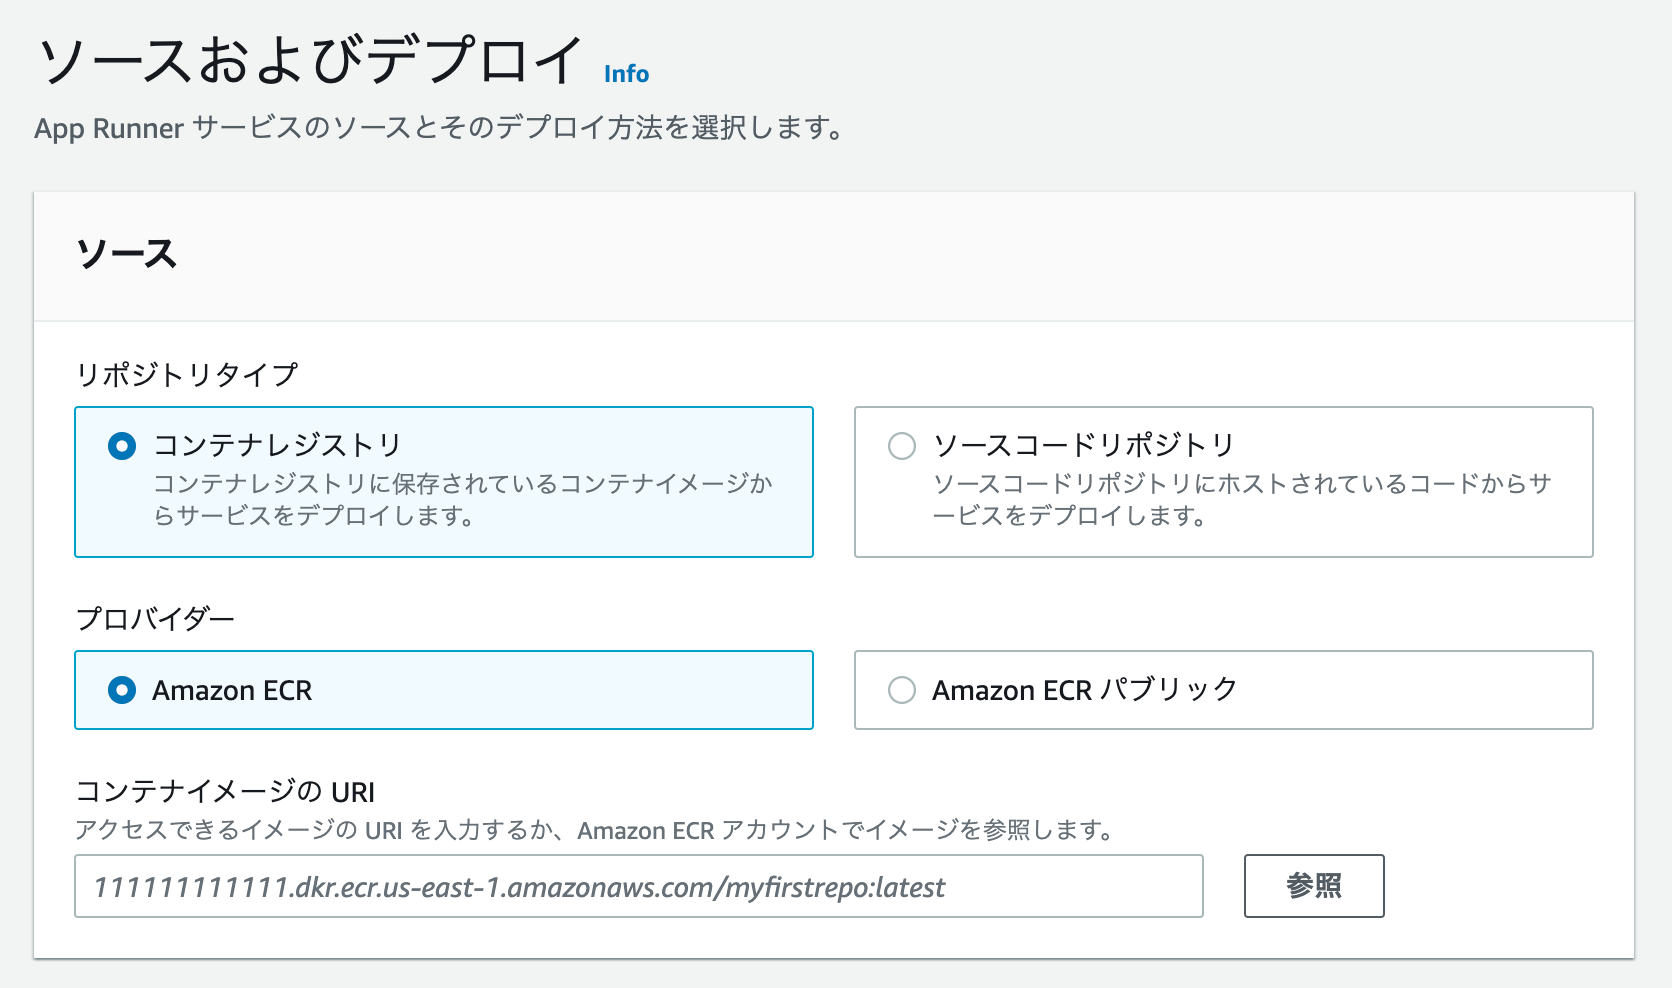 ソースおよびデプロイ Info
App Runner サービスのソースとそのデプロイ方法を選択します。
ソース
リポジトリタイプ
コンテナレジストリ
コンテナレジストリに保存されているコンテナイメージか
らサービスをデプロイします。
ソースコードリポジトリ
ソースコードリポジトリにホストされているコードからサ
ービスをデプロイします。
プロバイダー
Amazon ECR
Amazon ECR パブリック
コンテナイメージの URI
アクセスできるイメージの URI を入力するか、Amazon ECR アカウントでイメージを参照します。
111111111111.dkr.ecr.us-east-1.amazonaws.com/myfirstrepo:latest
参照